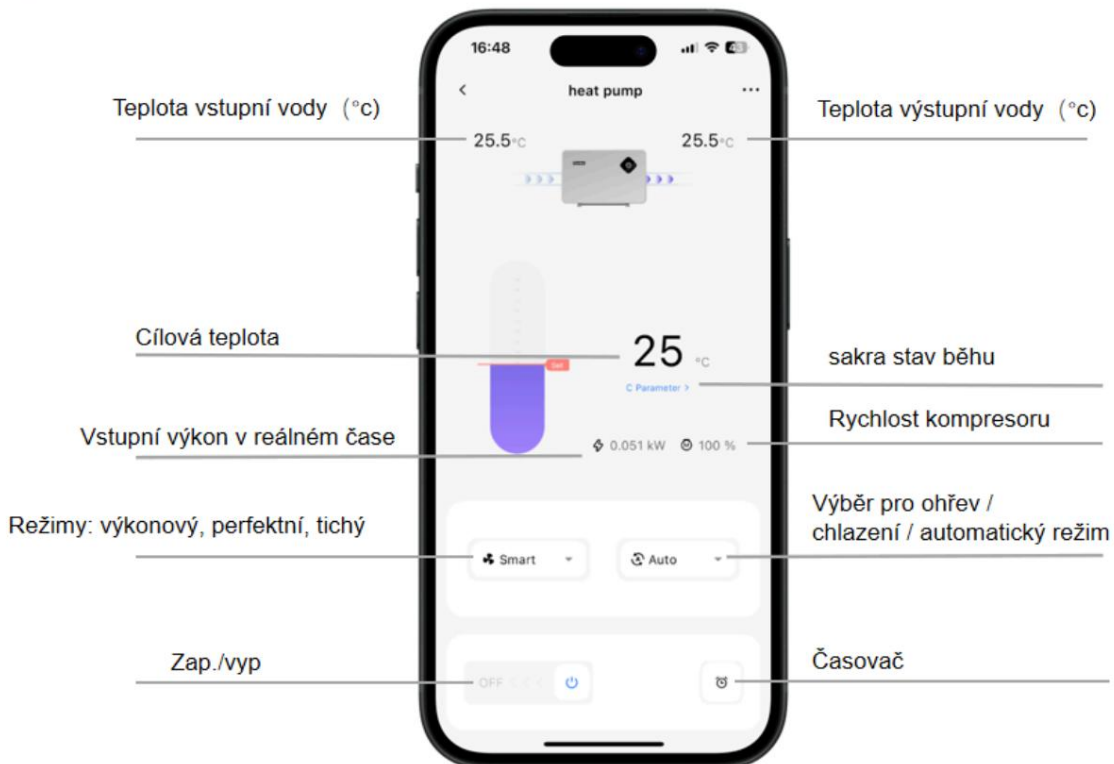 16:48
43
heat pump
Teplota vstupní vody (°c)
Teplota výstupní vody (°c)
25.5°C
25.5°C
Cílová teplota
25 °C
Set
sakra stav běhu
C Parameter >
Rychlost kompresoru
Vstupní výkon v reálném čase
0.051 kW
100 %
Režimy: výkonový, perfektní, tichý
Výběr pro ohřev /
chlazení / automatický režim
Smart
Auto
Zap./vyp
Časovač
OFF